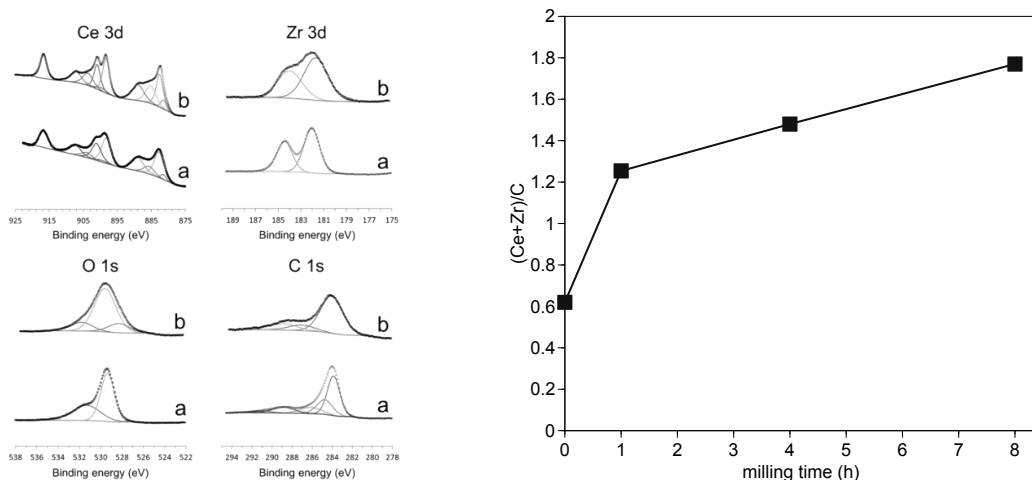 Ce 3d
b
a
925 915 905 895 885 875
Binding energy (eV)
Zr 3d
b
a
189 187 185 183 181 179 177 175
Binding energy (eV)
O 1s
b
a
538 536 534 532 530 528 526 524 522
Binding energy (eV)
C 1s
b
a
294 292 290 288 286 284 282 280 278
Binding energy (eV)
(Ce+Zr)/C
2
1.8
1.6
1.4
1.2
1
0.8
0.6
0.4
0.2
0
0 1 2 3 4 5 6 7 8
milling time (h)